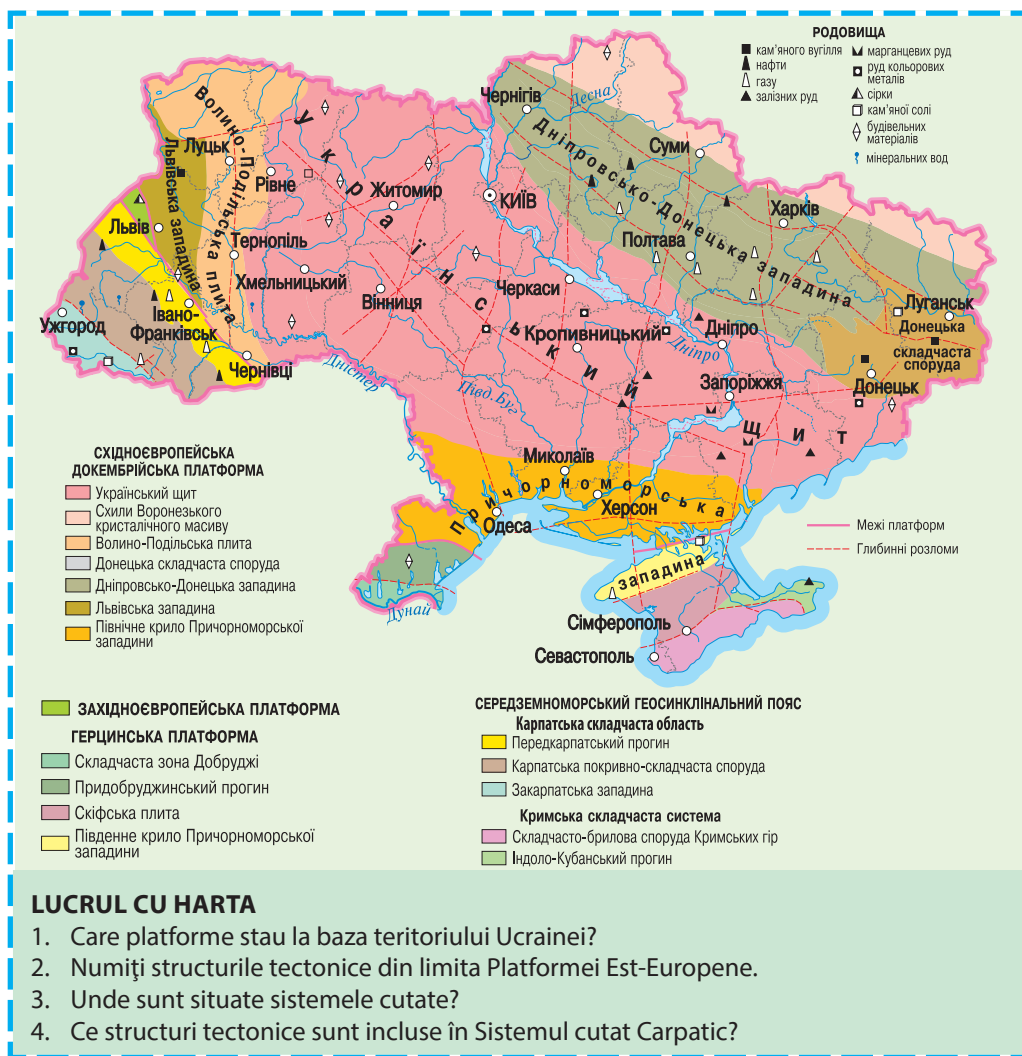 РОДОВИЩА
кам'яного вугілля
нафти
газу
залізних руд
марганцевих руд
руд кольорових
металів
сірки
кам'яної солі
будівельних
матеріалів
мінеральних вод
Чернігів
Десна
Суми
Дніпровсько-Донецька западина
Харків
Волино-Подільська плита
Луцьк
Рівне
Львівська западина
Український щит
Житомир
КИЇВ
Полтава
Львів
Тернопіль
Хмельницький
Вінниця
Черкаси
Луганськ
Ужгород
Івано-
Франківськ
Кропивницький
Дніпро
Дніпро
Донецька
складчаста
споруда
Чернівці
Дністер
Півд. Буг
Запоріжжя
Донецьк
Миколаїв
Причорноморська
Херсон
Одеса
западина
Дунай
Сімферополь
Севастополь
Межі платформ
Глибинні розломи
СХІДНОЄВРОПЕЙСЬКА
ДОКЕМБРІЙСЬКА ПЛАТФОРМА
Український щит
Схили Воронезького
кристалічного масиву
Волино-Подільська плита
Донецька складчаста споруда
Дніпровсько-Донецька западина
Львівська западина
Північне крило Причорноморської
западини
ЗАХІДНОЄВРОПЕЙСЬКА ПЛАТФОРМА
ГЕРЦИНСЬКА ПЛАТФОРМА
Складчаста зона Добруджі
Придобруджинський прогин
Скіфська плита
Південне крило Причорноморської
западини
СЕРЕДЗЕМНОМОРСЬКИЙ ГЕОСИНКЛІНАЛЬНИЙ ПОЯС
Карпатська складчаста область
Передкарпатський прогин
Карпатська покривно-складчаста споруда
Закарпатська западина
Кримська складчаста система
Складчасто-брилова споруда Кримських гір
Індоло-Кубанський прогин
LUCRUL CU HARTA
1. Care platforme stau la baza teritoriului Ucrainei?
2. Numiţi structurile tectonice din limita Platformei Est-Europene.
3. Unde sunt situate sistemele cutate?
4. Ce structuri tectonice sunt incluse în Sistemul cutat Carpatic?